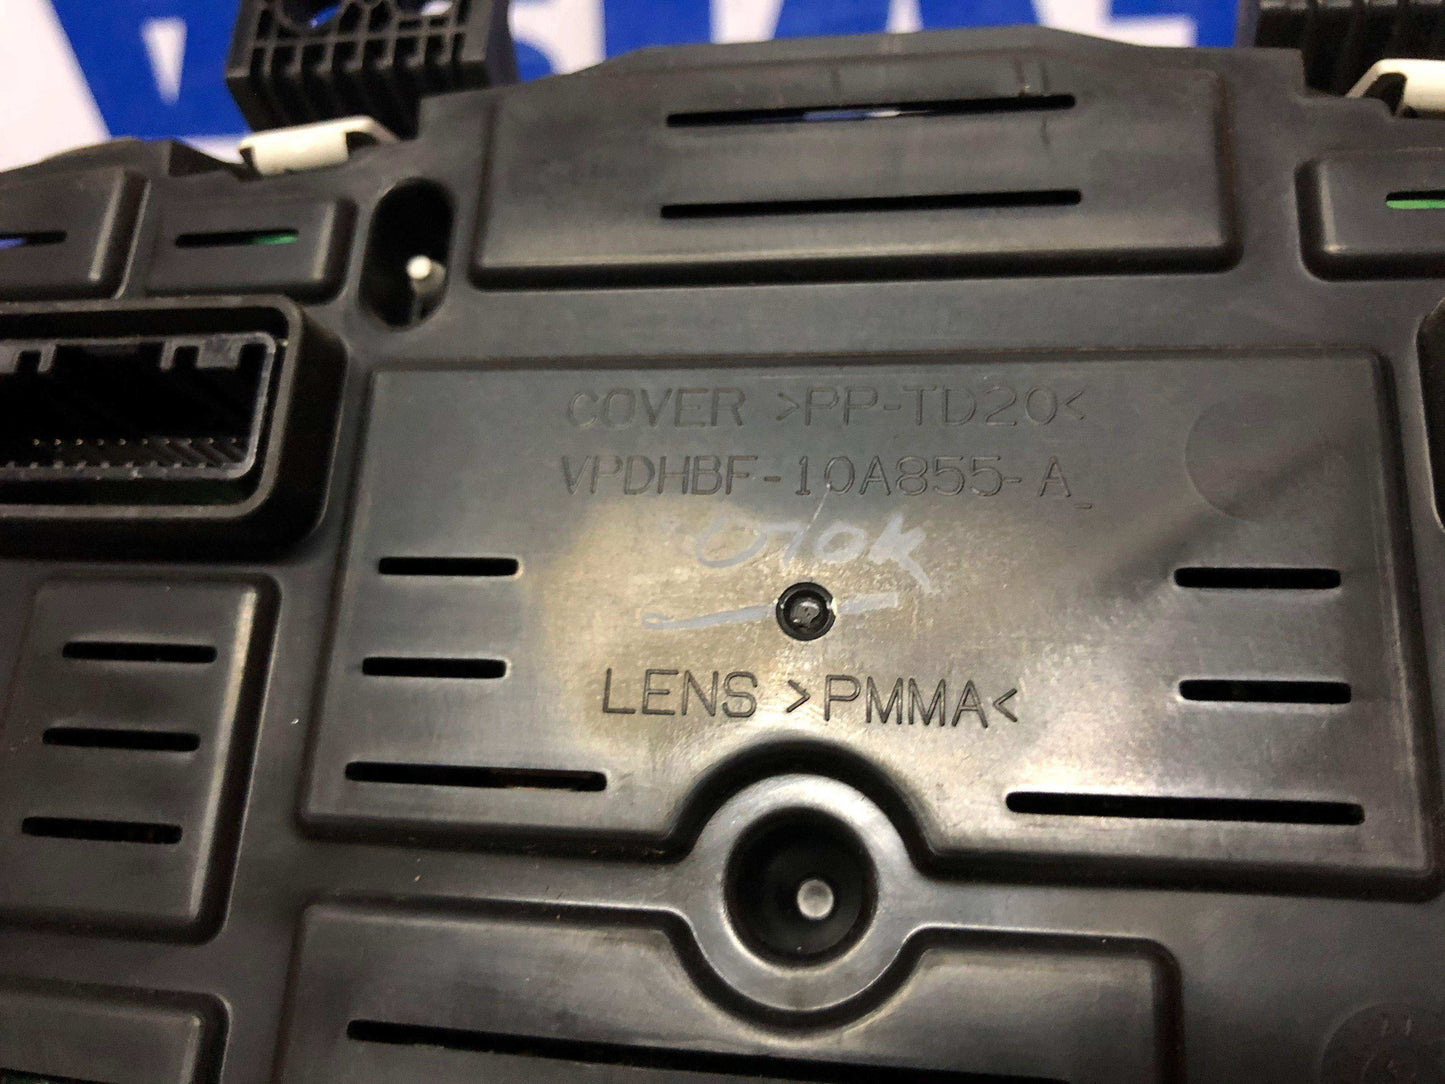 COVER >PP-TD20<
VPDHBF-10A855-A
LENS >PMMA<